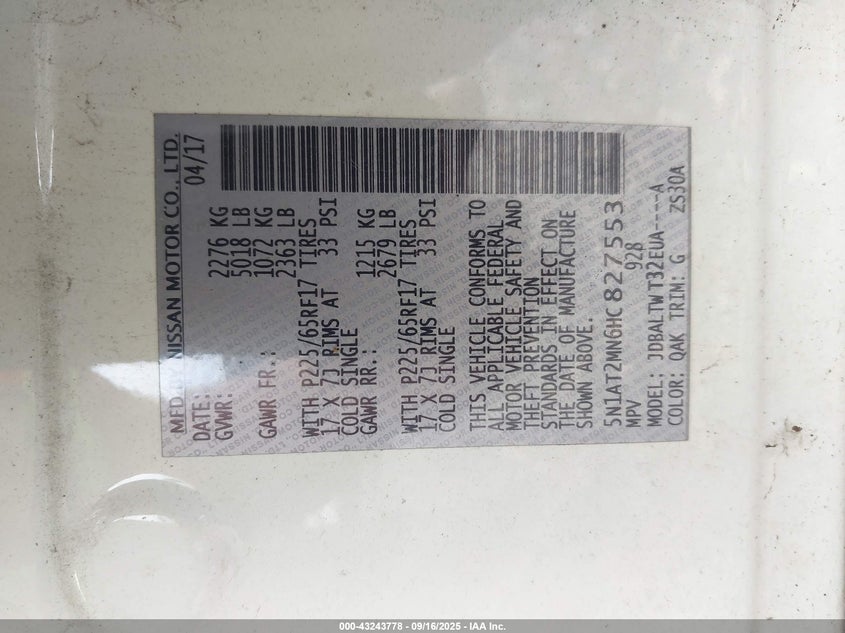 MFD BY NISSAN MOTOR CO., LTD.
DATE: 04/17
GVWR: 2276 KG
5018 LB
GAWR FR.: 1072 KG
2363 LB
WITH P225/65RF17 TIRES
17 X 7J RIMS AT 33 PSI
COLD SINGLE
GAWR RR.: 1215 KG
2679 LB
WITH P225/65RF17 TIRES
17 X 7J RIMS AT 33 PSI
COLD SINGLE
THIS VEHICLE CONFORMS TO
ALL APPLICABLE FEDERAL
MOTOR VEHICLE SAFETY AND
THEFT PREVENTION
STANDARDS IN EFFECT ON
THE DATE OF MANUFACTURE
SHOWN ABOVE.
5N1AT2MN6HC827553
MPV 928
MODEL: JDBALTWT32EUA----A
COLOR: QAK TRIM: G ZS30A
000-43243778 - 09/16/2025 - IAA Inc.